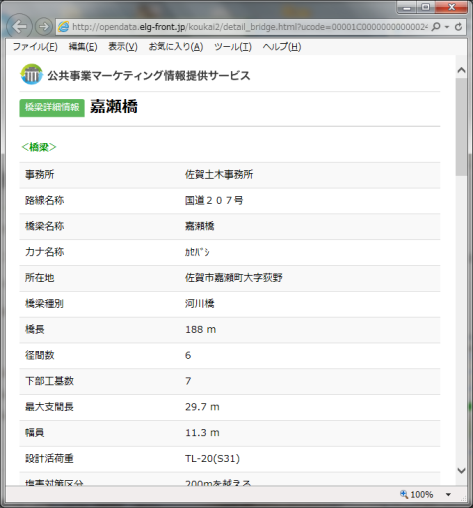 http://opendata.elg-front.jp/koukai2/detail_bridge.html?ucode=00001C00000000000024
ファイル(F) 編集(E) 表示(V) お気に入り(A) ツール(T) ヘルプ(H)
公共事業マーケティング情報提供サービス
橋梁詳細情報 嘉瀬橋
<橋梁>
事務所 佐賀土木事務所
路線名称 国道２０７号
橋梁名称 嘉瀬橋
カナ名称 ｶｾﾊﾞｼ
所在地 佐賀市嘉瀬町大字荻野
橋梁種別 河川橋
橋長 188 m
径間数 6
下部工基数 7
最大支間長 29.7 m
幅員 11.3 m
設計活荷重 TL-20(S31)
塩害対策区分 200mを越える
100%